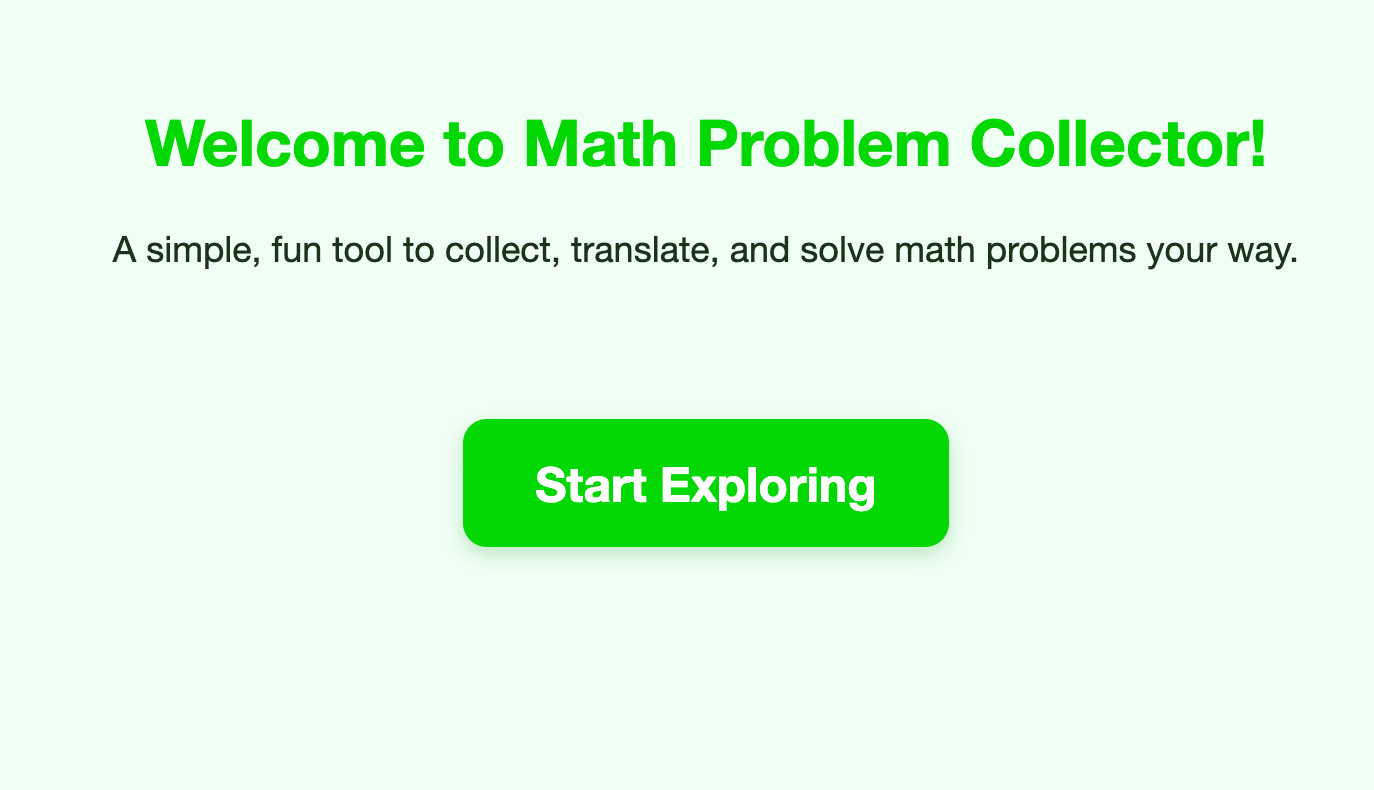 Welcome to Math Problem Collector!
A simple, fun tool to collect, translate, and solve math problems your way.
Start Exploring